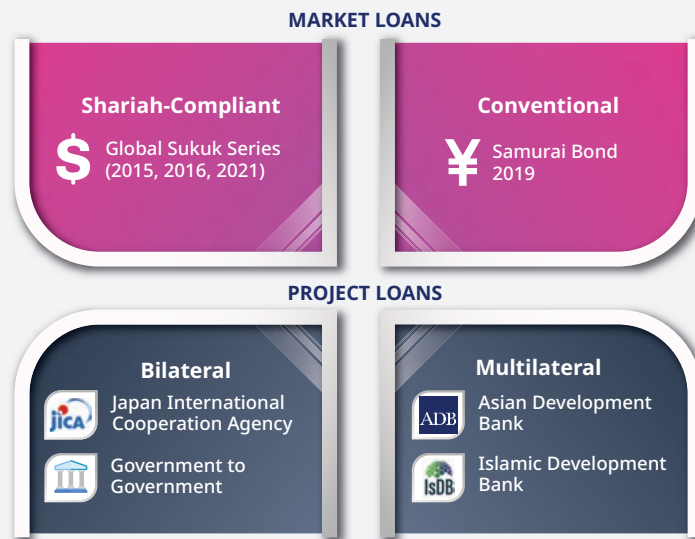 MARKET LOANS
Shariah-Compliant
$
Global Sukuk Series
(2015, 2016, 2021)
Conventional
¥
Samurai Bond
2019
PROJECT LOANS
Bilateral
jICA
Japan International
Cooperation Agency
Government to
Government
Multilateral
ADB
Asian Development
Bank
IsDB
Islamic Development
Bank